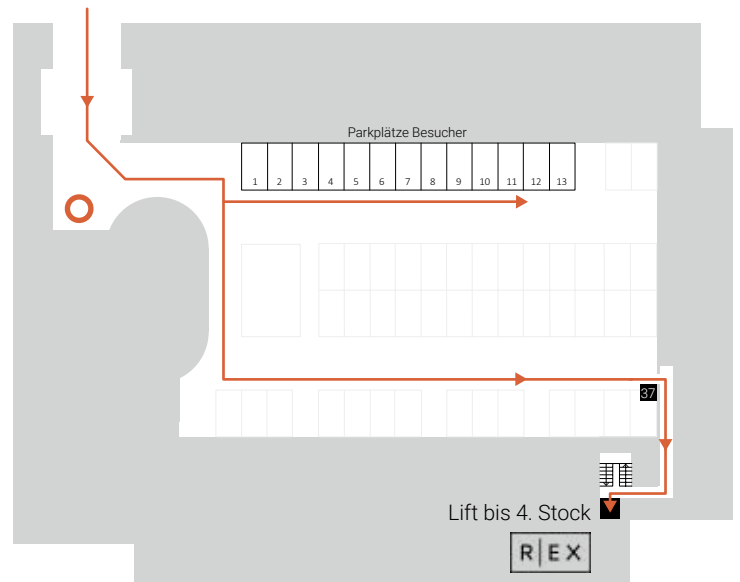 Parkplätze Besucher
1 2 3 4 5 6 7 8 9 10 11 12 13
37
Lift bis 4. Stock
R|EX